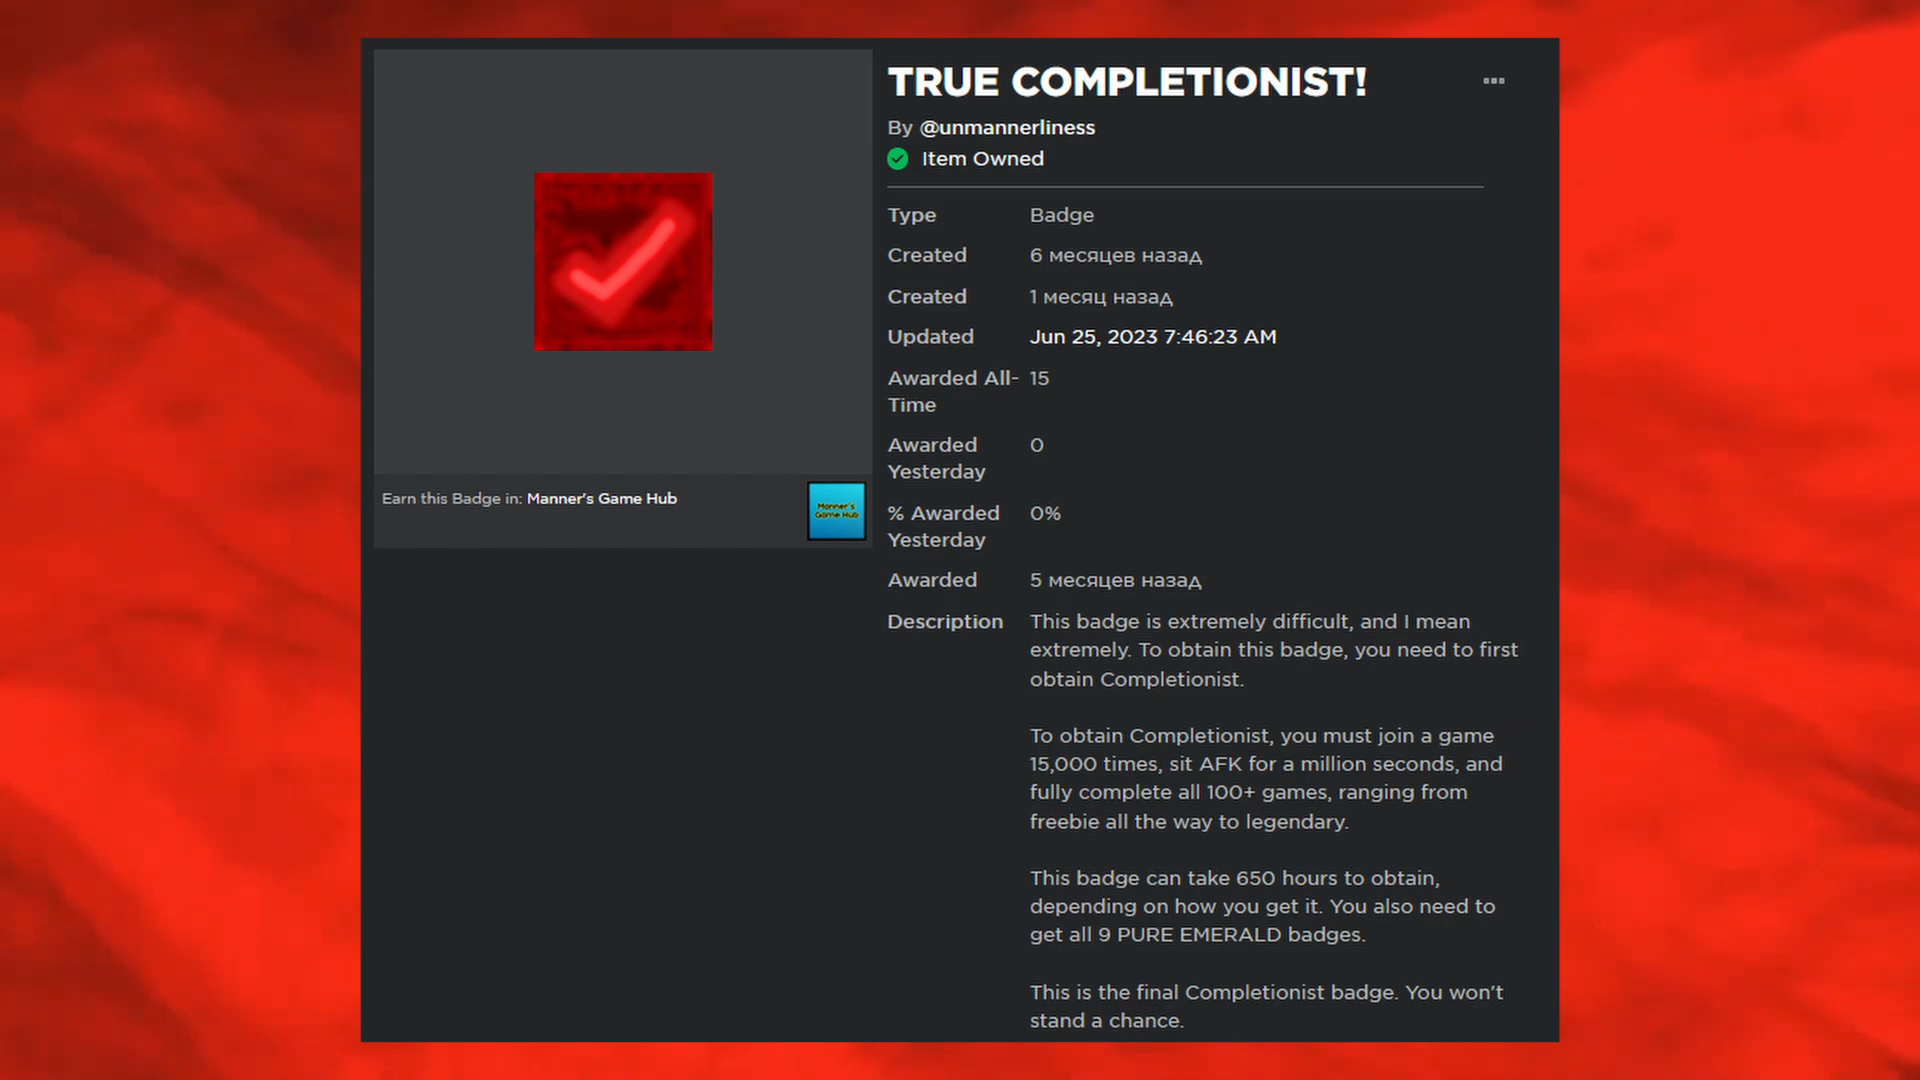 TRUE COMPLETIONIST!
By @unmannerliness
Item Owned
Type Badge
Created 6 месяцев назад
Created 1 месяц назад
Updated Jun 25, 2023 7:46:23 AM
Awarded All- 15
Time
Awarded 0
Yesterday
% Awarded 0%
Yesterday
Awarded 5 месяцев назад
Description This badge is extremely difficult, and I mean
extremely. To obtain this badge, you need to first
obtain Completionist.
To obtain Completionist, you must join a game
15,000 times, sit AFK for a million seconds, and
fully complete all 100+ games, ranging from
freebie all the way to legendary.
This badge can take 650 hours to obtain,
depending on how you get it. You also need to
get all 9 PURE EMERALD badges.
This is the final Completionist badge. You won't
stand a chance.
Earn this Badge in: Manner's Game Hub
Manner's
Game Hub